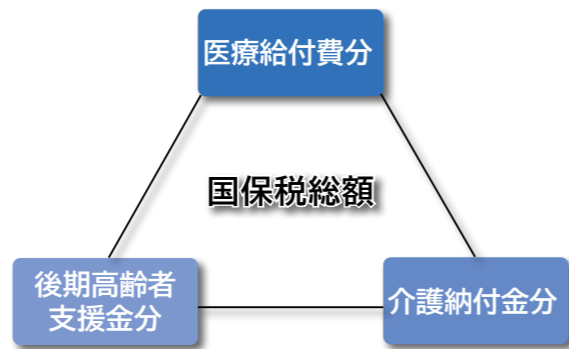 医療給付費分
国保税総額
後期高齢者
支援金分
介護納付金分